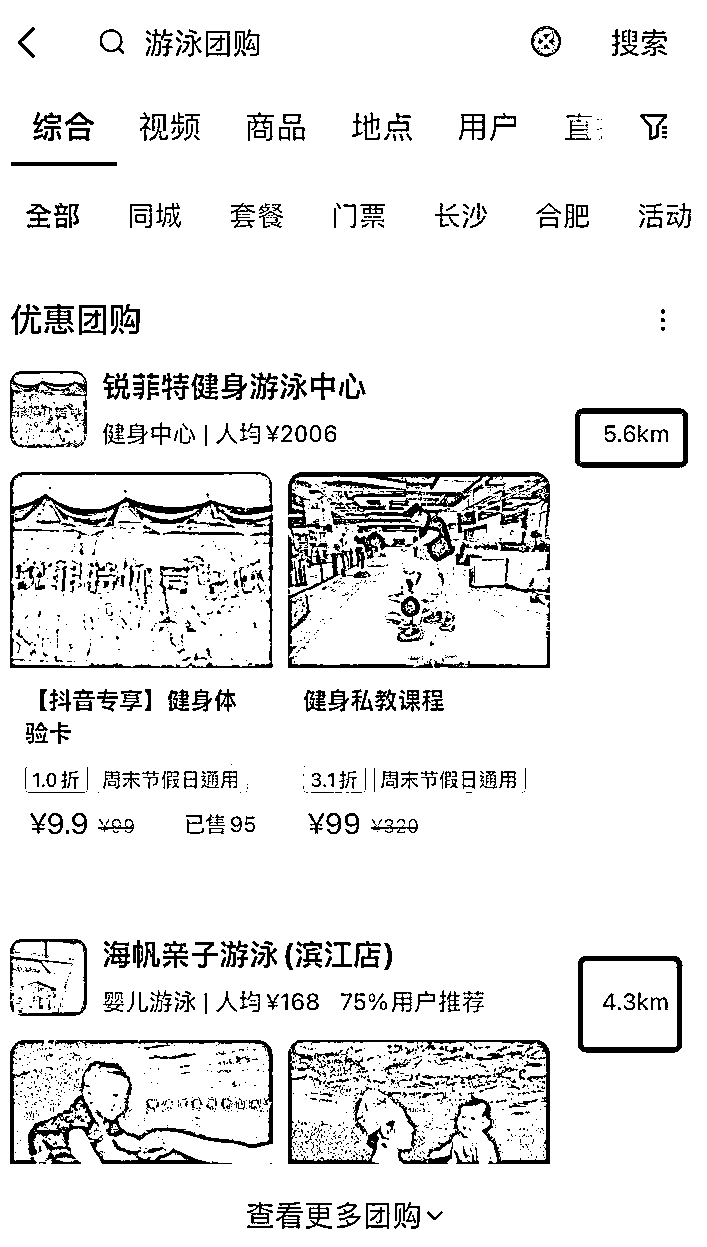 游泳团购 搜索
综合 视频 商品 地点 用户 直
全部 同城 套餐 门票 长沙 合肥 活动
优惠团购
锐菲特健身游泳中心
健身中心 | 人均 ¥2006 5.6km
【抖音专享】健身体
验卡
1.0折 周末节假日通用
¥9.9 ¥99 已售95
健身私教课程
3.1折 周末节假日通用
¥99 ¥320
海帆亲子游泳 (滨江店)
婴儿游泳 | 人均 ¥168 75%用户推荐 4.3km
查看更多团购